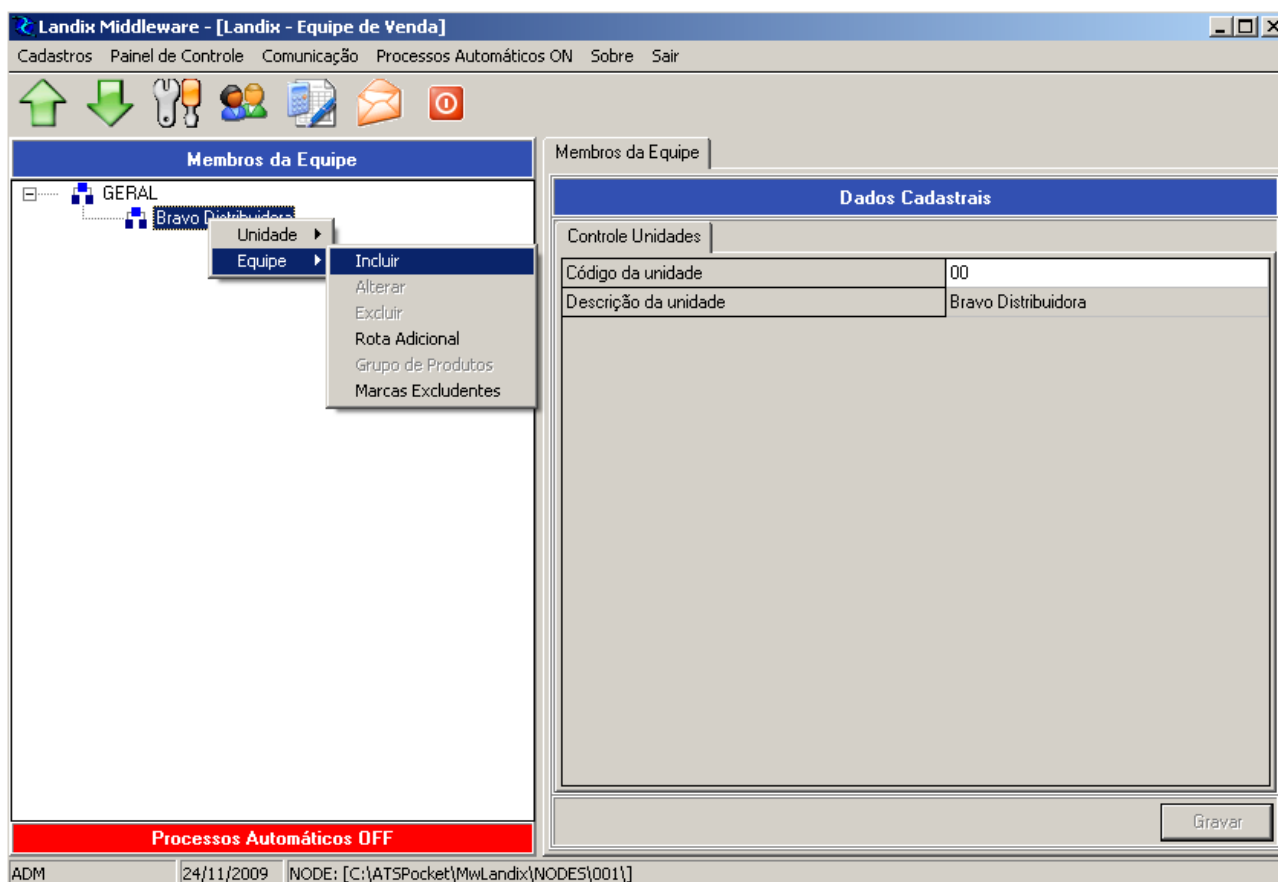 Landix Middleware - [Landix - Equipe de Venda]
Cadastros Painel de Controle Comunicação Processos Automáticos ON Sobre Sair
Membros da Equipe
GERAL
Bravo Distribuidora
Unidade
Equipe
Incluir
Alterar
Excluir
Rota Adicional
Grupo de Produtos
Marcas Excludentes
Processos Automáticos OFF
Membros da Equipe
Dados Cadastrais
Controle Unidades
Código da unidade 00
Descrição da unidade Bravo Distribuidora
Gravar
ADM 24/11/2009 NODE: [C:\ATSPocket\MwLandix\NODES\001\]